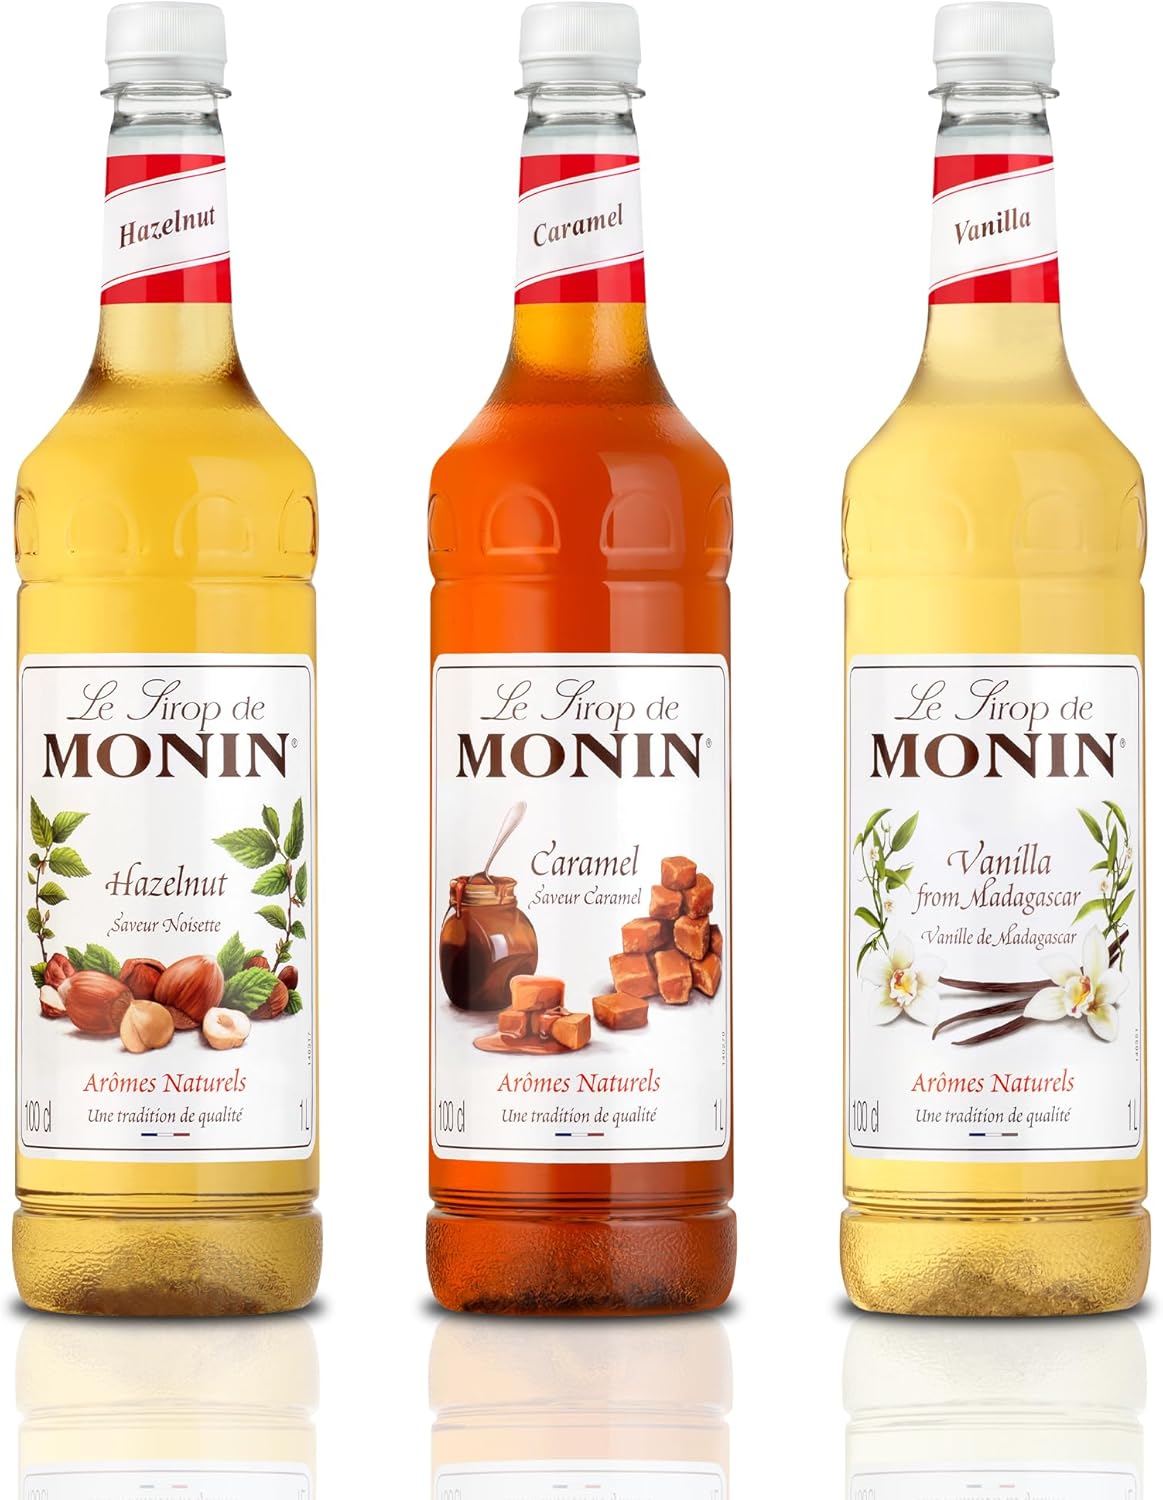 Hazelnut
Le Sirop de
MONIN®
Hazelnut
Saveur Noisette
Arômes Naturels
100 cl
Une tradition de qualité
1 L
Caramel
Le Sirop de
MONIN®
Caramel
Saveur Caramel
Arômes Naturels
100 cl
Une tradition de qualité
1 L
Vanilla
Le Sirop de
MONIN®
Vanilla
from Madagascar
Vanille de Madagascar
Arômes Naturels
100 cl
Une tradition de qualité
1 L